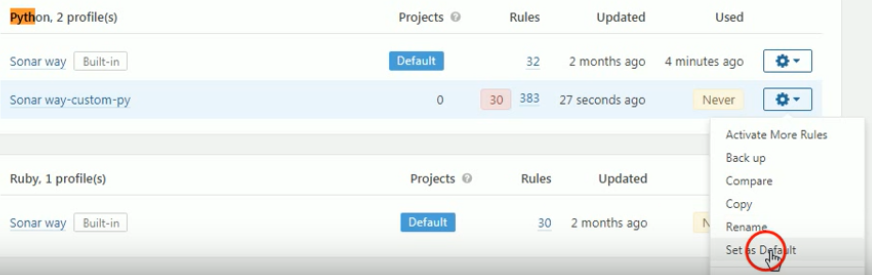 Python, 2 profile(s) Projects Rules Updated Used
Sonar way Built-in Default 32 2 months ago 4 minutes ago
Sonar way-custom-py 0 30 383 27 seconds ago Never
Activate More Rules
Back up
Ruby, 1 profile(s) Projects Rules Updated
Compare
Copy
Sonar way Built-in Default 30 2 months ago
Rename
Set as Default